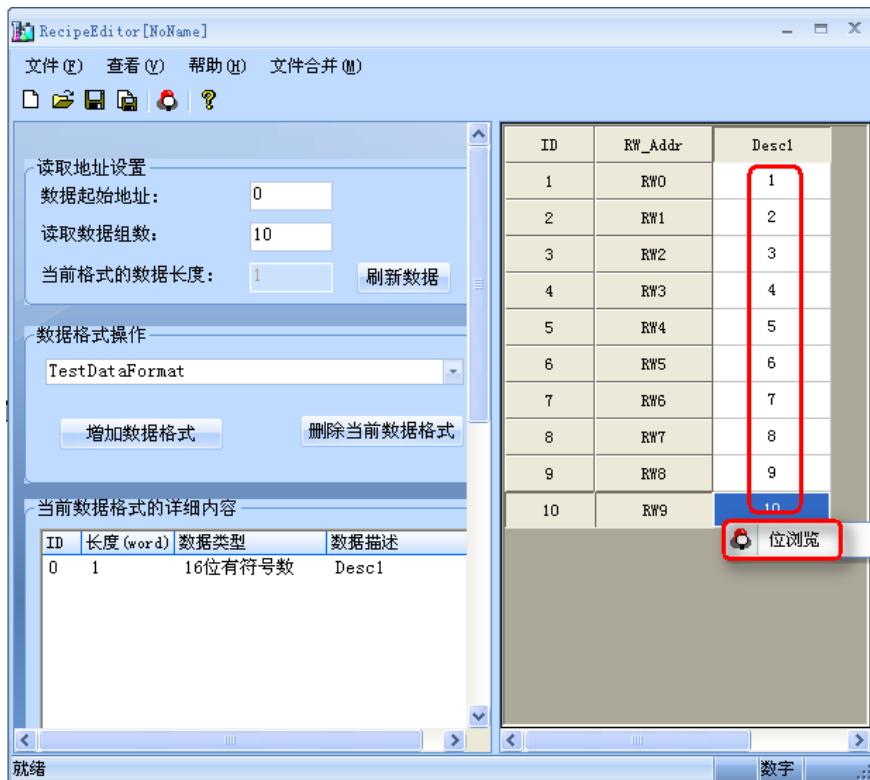 RecipeEditor[NoName]
文件(F) 查看(V) 帮助(H) 文件合并(M)
读取地址设置
数据起始地址: 0
读取数据组数: 10
当前格式的数据长度: 1 刷新数据
数据格式操作
TestDataFormat
增加数据格式 删除当前数据格式
当前数据格式的详细内容
ID 长度(word) 数据类型 数据描述
0 1 16位有符号数 Desc1
ID RW_Addr Desc1
1 RW0 1
2 RW1 2
3 RW2 3
4 RW3 4
5 RW4 5
6 RW5 6
7 RW6 7
8 RW7 8
9 RW8 9
10 RW9 10
位浏览
就绪 数字